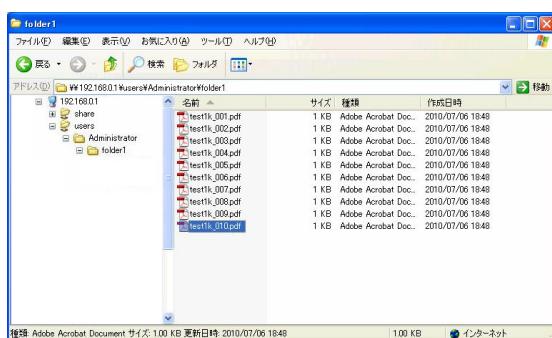 folder1
ファイル(F) 編集(E) 表示(V) お気に入り(A) ツール(T) ヘルプ(H)
戻る 検索 フォルダ
アドレス(D) ¥¥192.168.0.1¥users¥Administrator¥folder1 移動
192.168.0.1
share
users
Administrator
folder1
名前 サイズ 種類 作成日時
test1k_001.pdf 1 KB Adobe Acrobat Doc... 2010/07/06 18:48
test1k_002.pdf 1 KB Adobe Acrobat Doc... 2010/07/06 18:48
test1k_003.pdf 1 KB Adobe Acrobat Doc... 2010/07/06 18:48
test1k_004.pdf 1 KB Adobe Acrobat Doc... 2010/07/06 18:48
test1k_005.pdf 1 KB Adobe Acrobat Doc... 2010/07/06 18:48
test1k_006.pdf 1 KB Adobe Acrobat Doc... 2010/07/06 18:48
test1k_007.pdf 1 KB Adobe Acrobat Doc... 2010/07/06 18:48
test1k_008.pdf 1 KB Adobe Acrobat Doc... 2010/07/06 18:48
test1k_009.pdf 1 KB Adobe Acrobat Doc... 2010/07/06 18:48
test1k_010.pdf 1 KB Adobe Acrobat Doc... 2010/07/06 18:48
種類: Adobe Acrobat Document サイズ: 1.00 KB 更新日時: 2010/07/06 18:48 1.00 KB インターネット